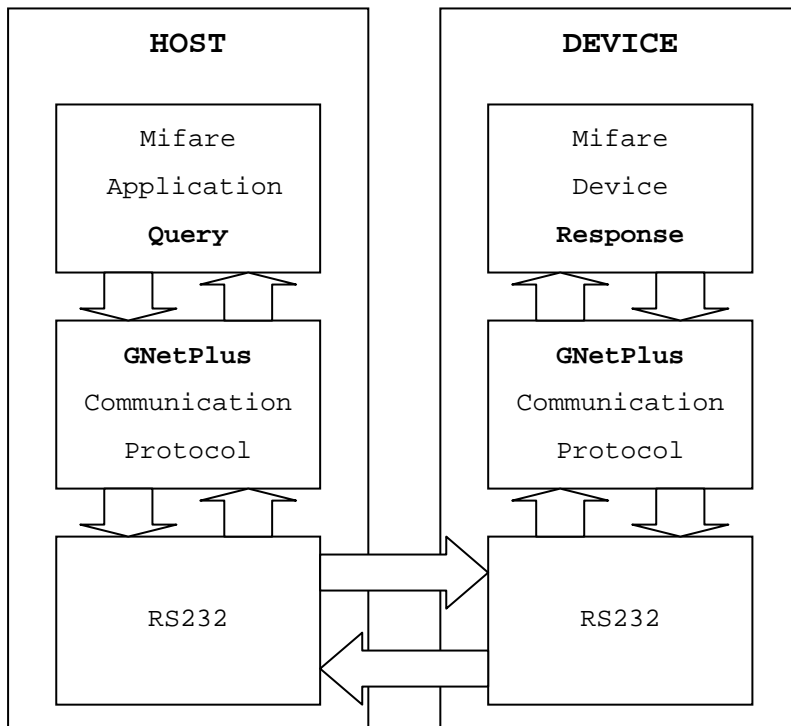 HOST
Mifare
Application
Query
GNetPlus
Communication
Protocol
RS232
DEVICE
Mifare
Device
Response
GNetPlus
Communication
Protocol
RS232